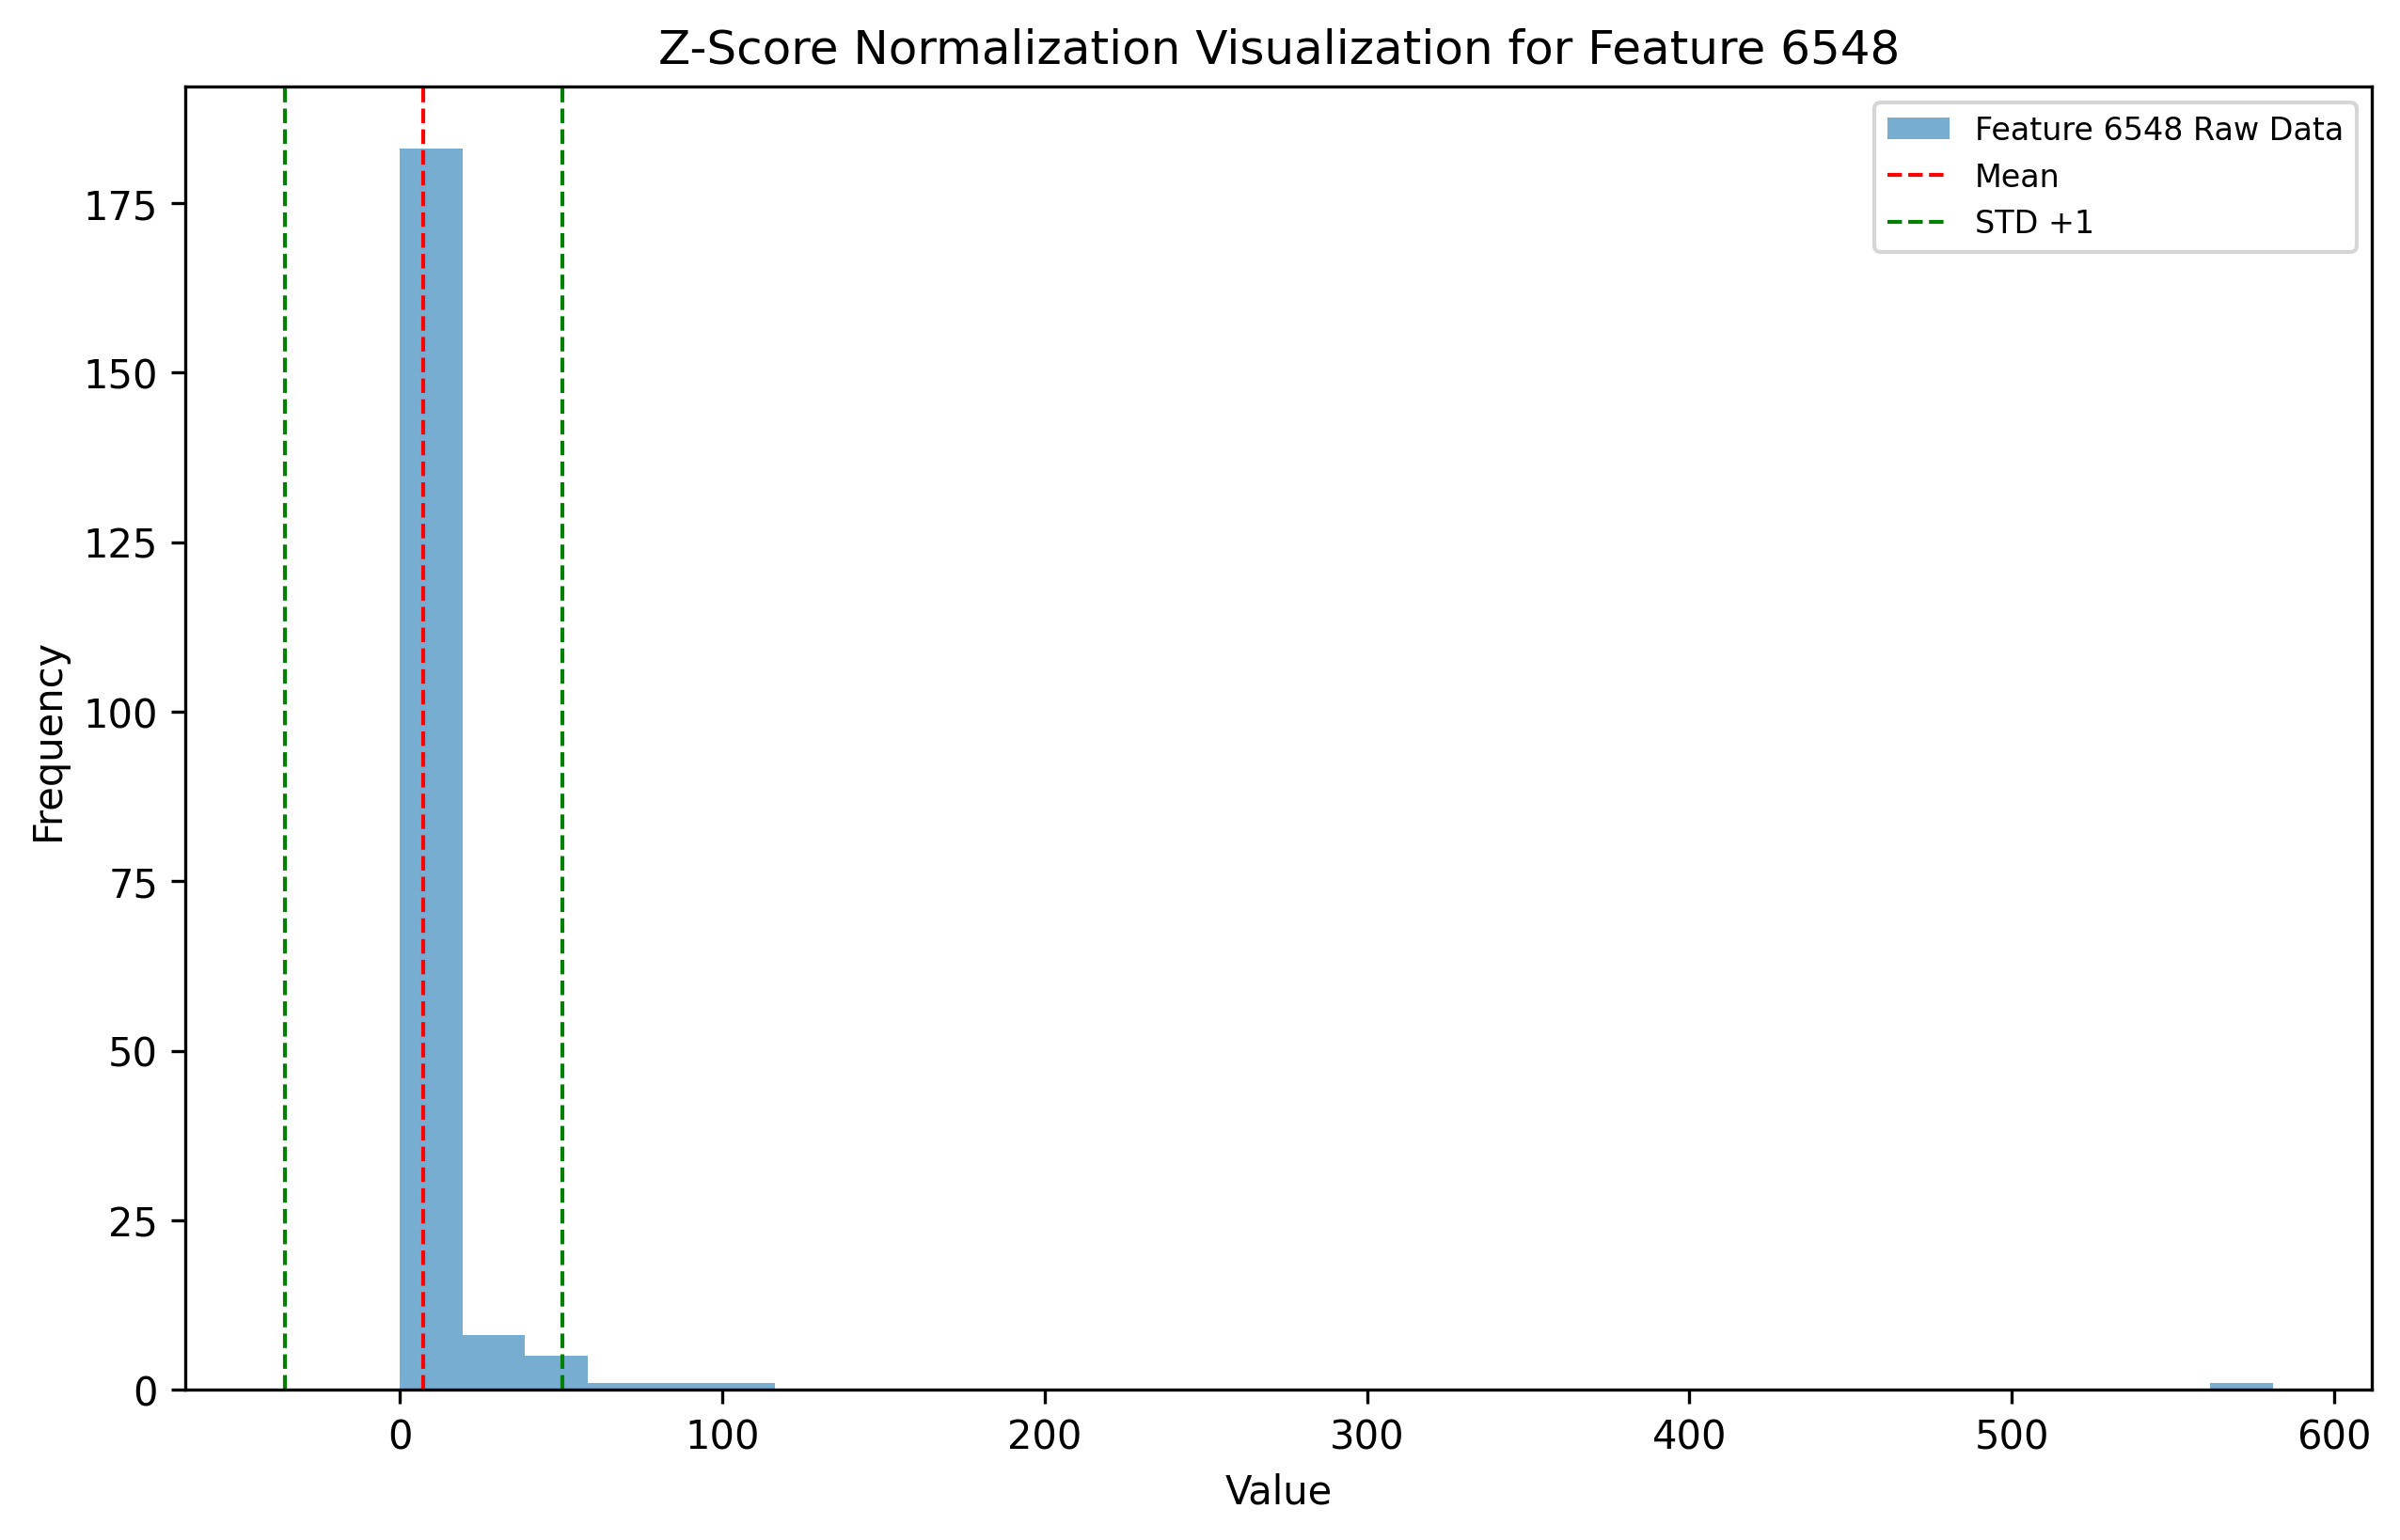 Z-Score Normalization Visualization for Feature 6548
Feature 6548 Raw Data
Mean
STD +1
175
150
125
100
75
50
25
0
Frequency
0 100 200 300 400 500 600
Value